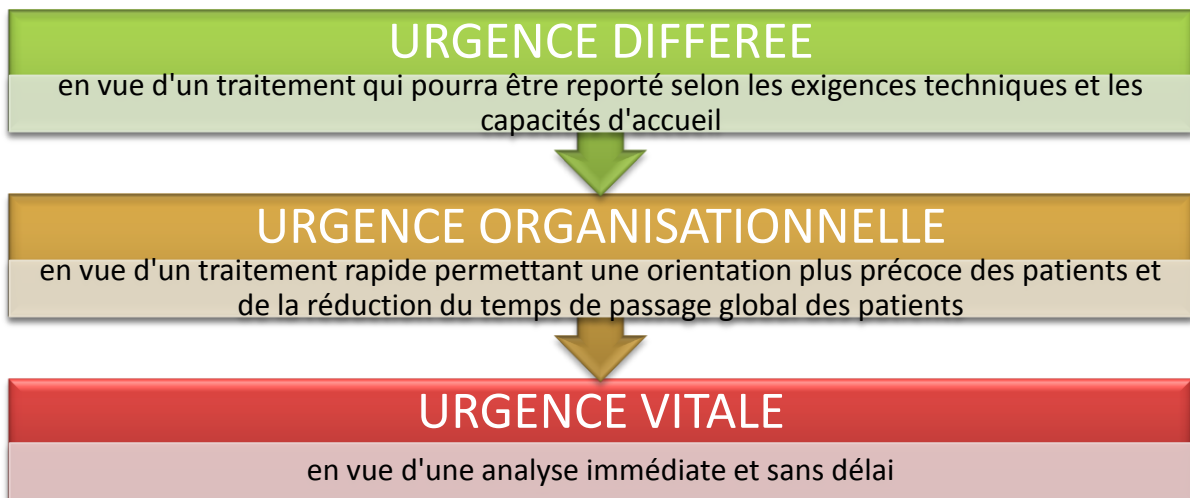 URGENCE DIFFEREE
en vue d'un traitement qui pourra être reporté selon les exigences techniques et les
capacités d'accueil
URGENCE ORGANISATIONNELLE
en vue d'un traitement rapide permettant une orientation plus précoce des patients et
de la réduction du temps de passage global des patients
URGENCE VITALE
en vue d'une analyse immédiate et sans délai